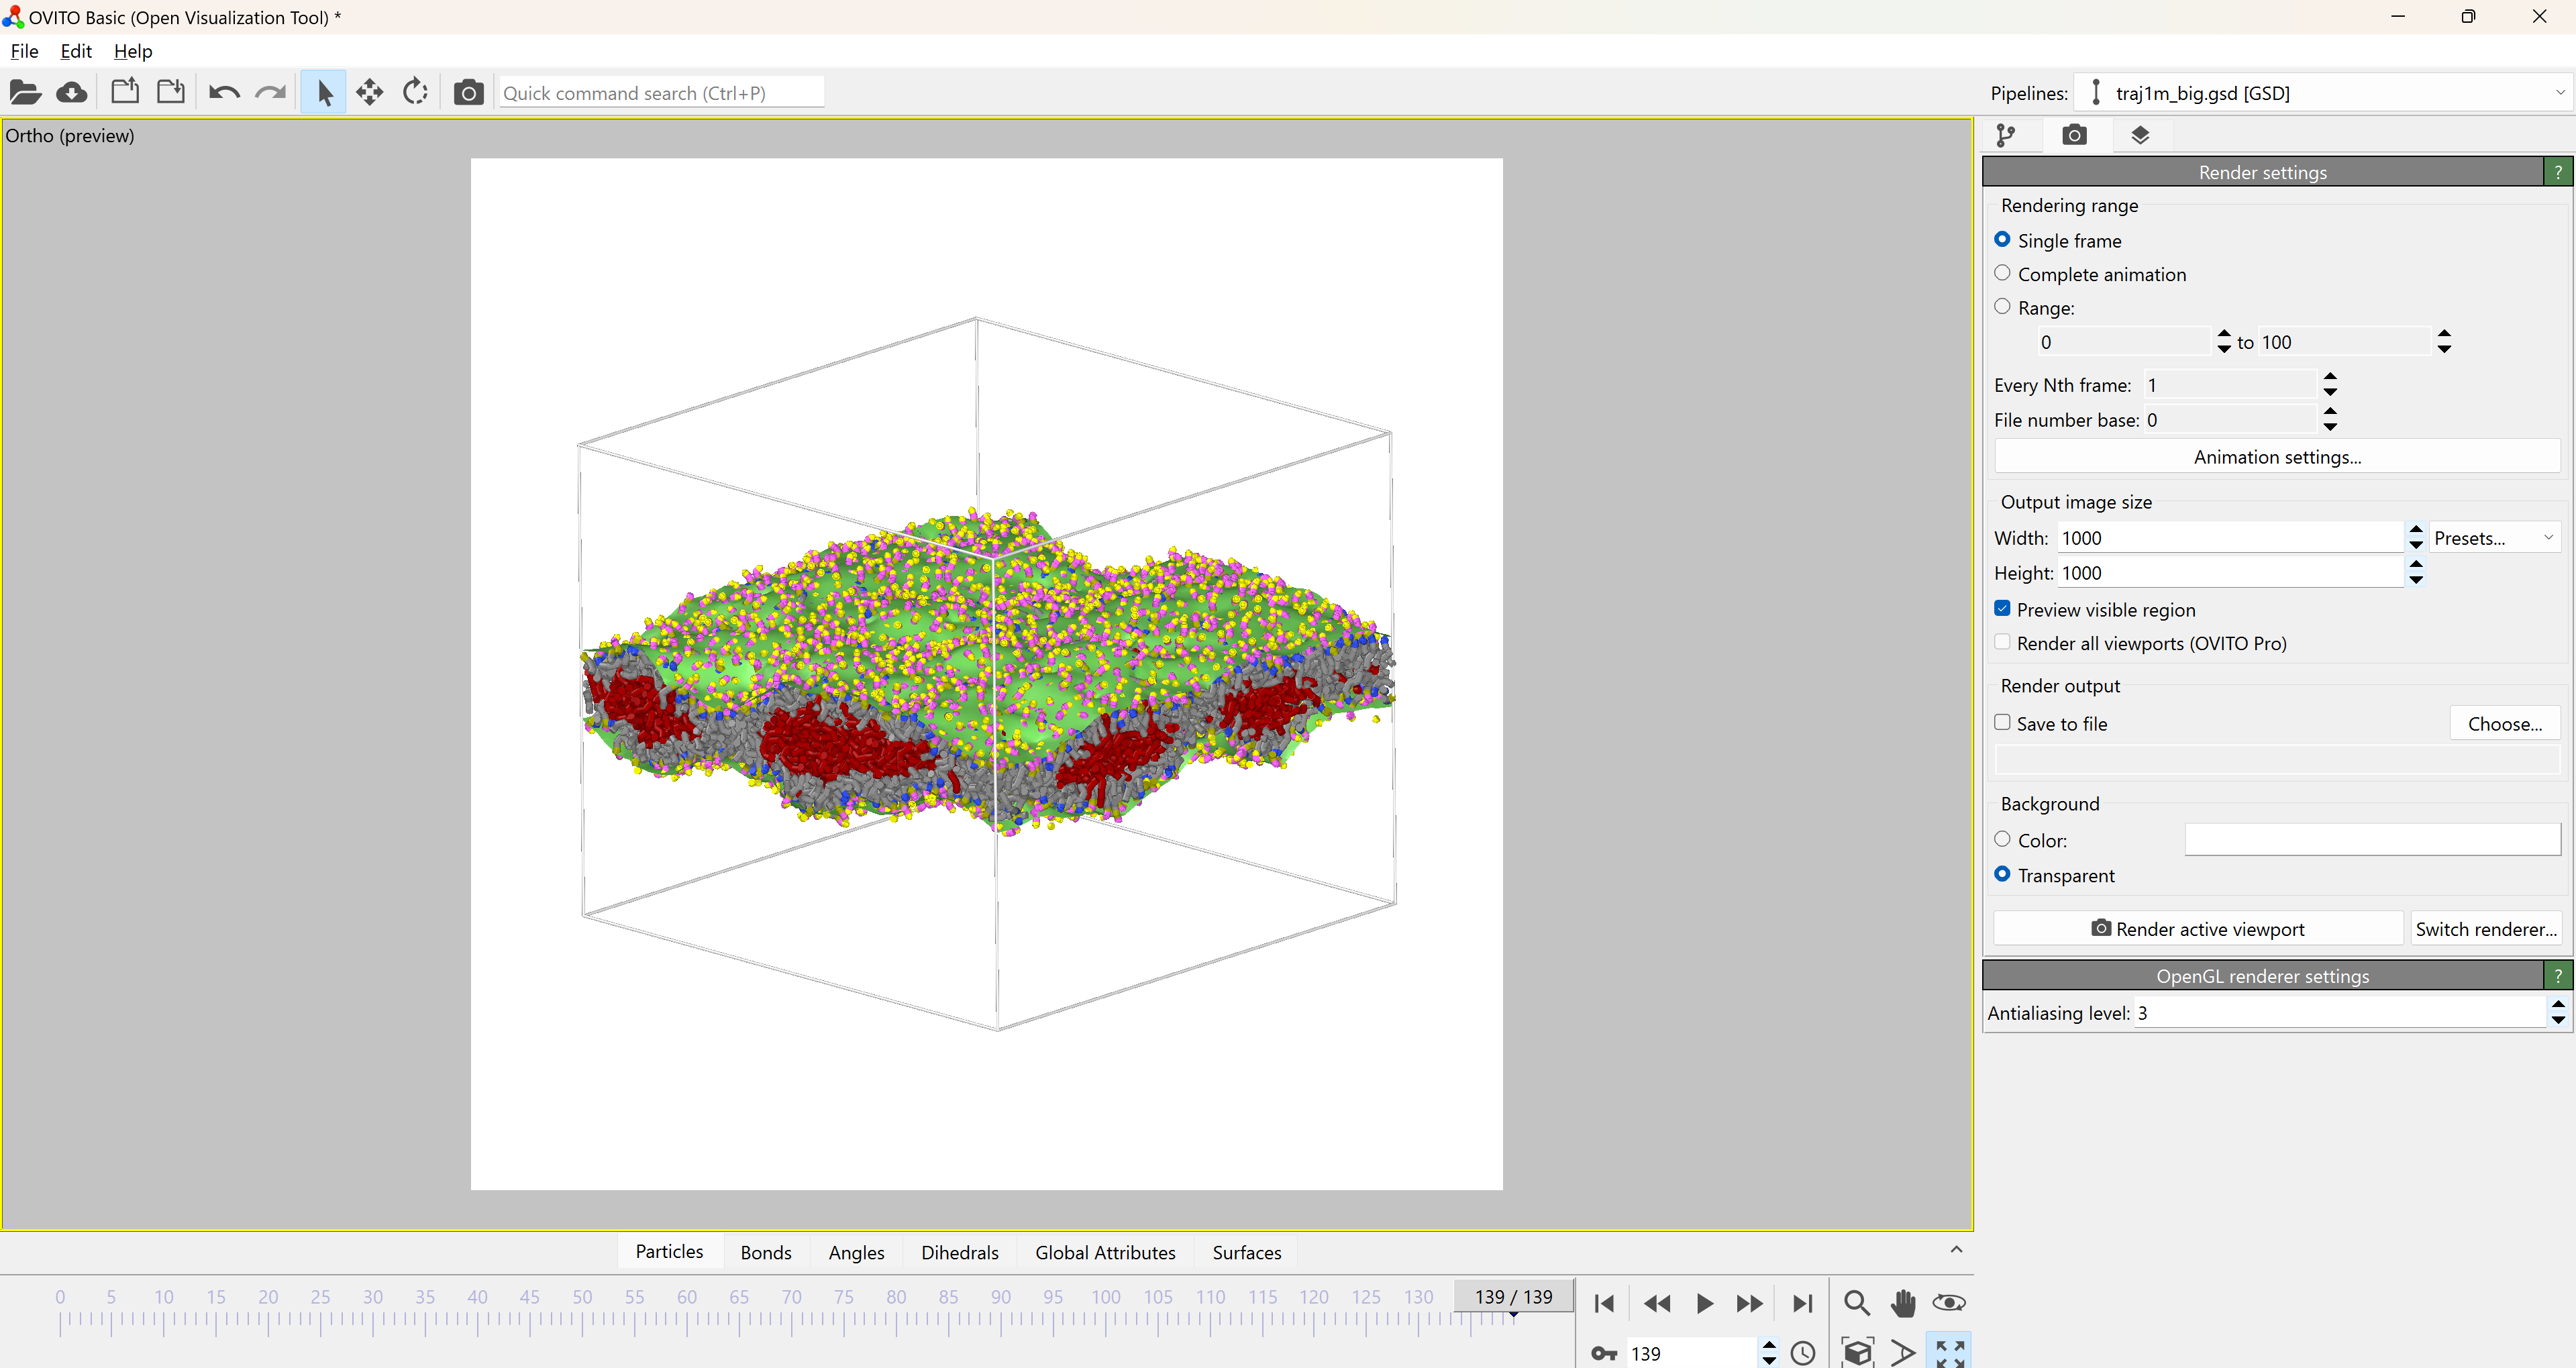 OVITO Basic (Open Visualization Tool) *
File Edit Help
Quick command search (Ctrl+P)
Pipelines: traj1m_big.gsd [GSD]
Ortho (preview)
Render settings ?
Rendering range
Single frame
Complete animation
Range:
0 to 100
Every Nth frame: 1
File number base: 0
Animation settings...
Output image size
Width: 1000 Presets...
Height: 1000
Preview visible region
Render all viewports (OVITO Pro)
Render output
Save to file Choose...
Background
Color:
Transparent
Render active viewport Switch renderer...
OpenGL renderer settings ?
Antialiasing level: 3
Particles Bonds Angles Dihedrals Global Attributes Surfaces
0 5 10 15 20 25 30 35 40 45 50 55 60 65 70 75 80 85 90 95 100 105 110 115 120 125 130 139 / 139
139